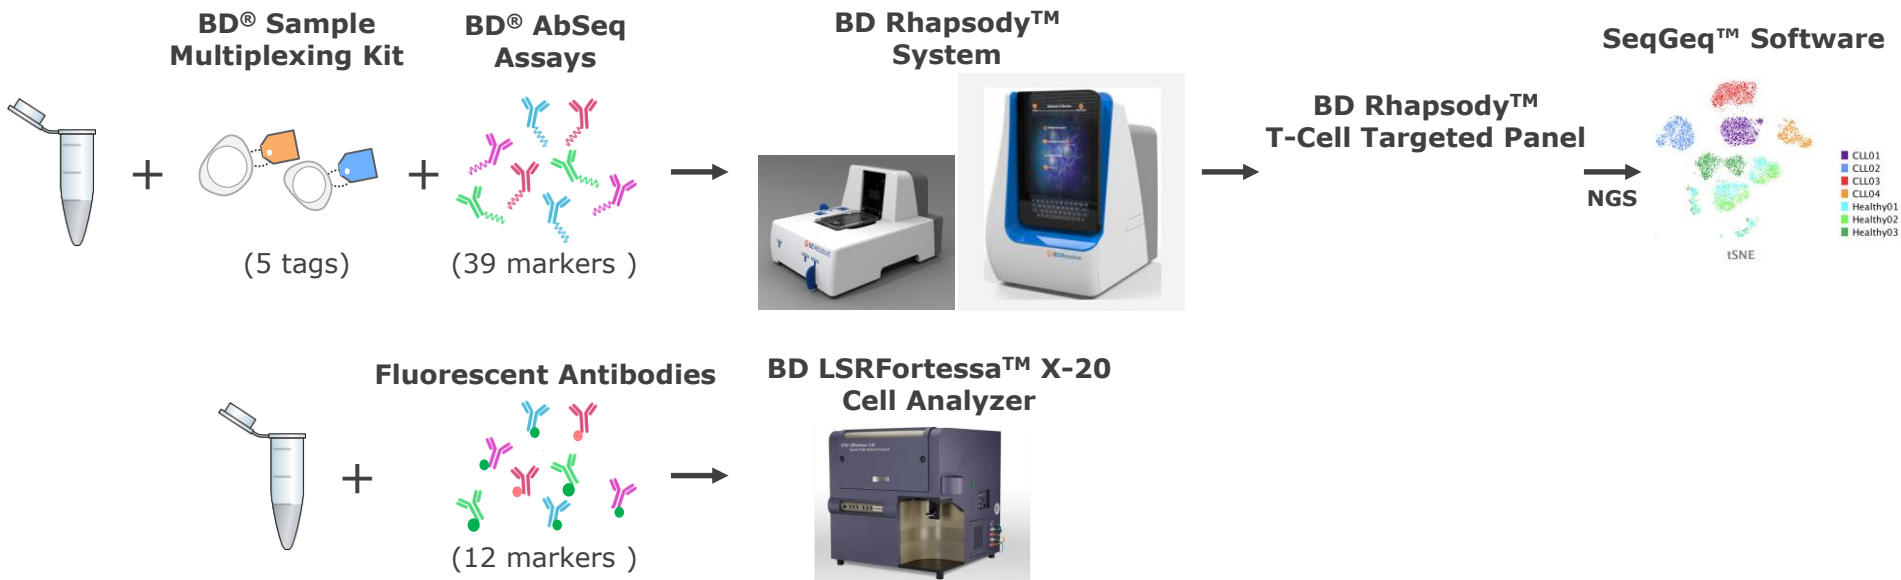 BD® Sample
Multiplexing Kit
BD® AbSeq
Assays
BD Rhapsody™
System
SeqGeq™ Software
BD Rhapsody™
T-Cell Targeted Panel
NGS
(5 tags)
(39 markers )
CLL01
CLL02
CLL03
CLL04
Healthy01
Healthy02
Healthy03
tSNE
Fluorescent Antibodies
BD LSRFortessa™ X-20
Cell Analyzer
(12 markers )